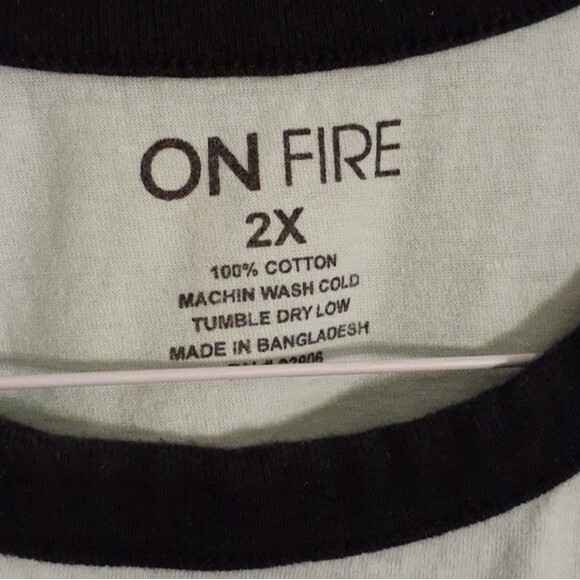 ON FIRE
2X
100% COTTON
MACHIN WASH COLD
TUMBLE DRY LOW
MADE IN BANGLADESH